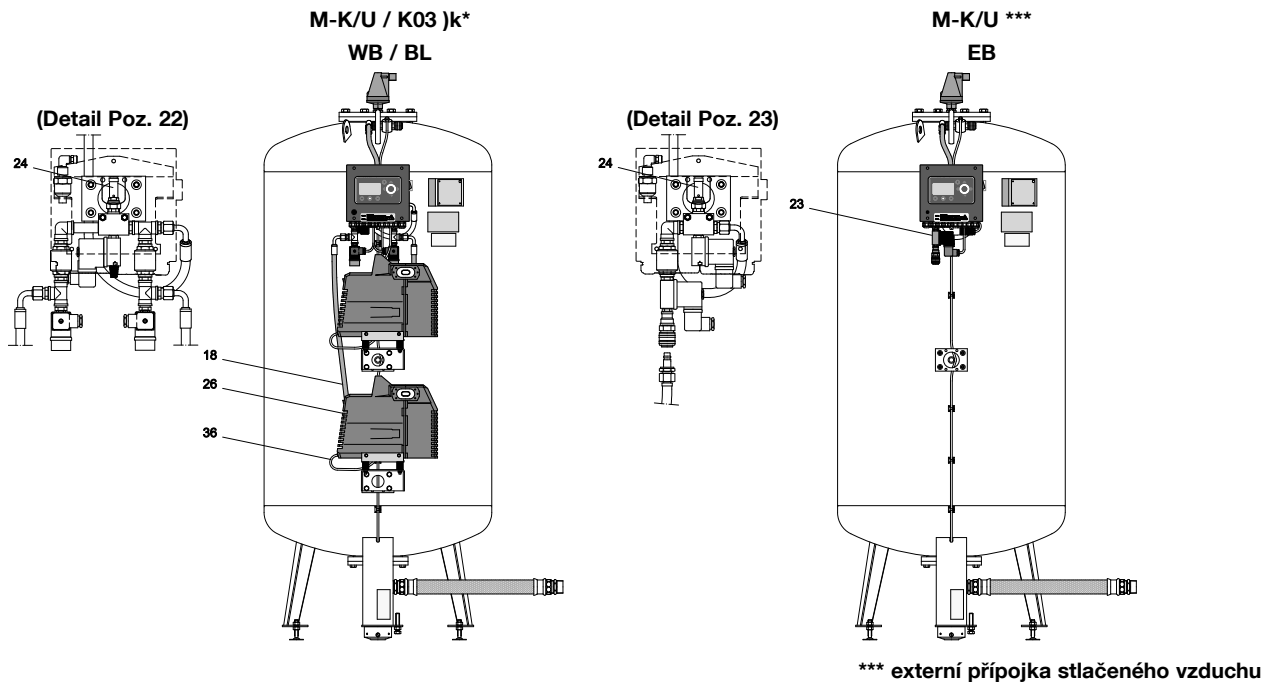 M-K/U / K03 )k*
WB / BL
M-K/U ***
EB
(Detail Poz. 22)
24
(Detail Poz. 23)
24
23
18
26
36
*** externí přípojka stlačeného vzduchu